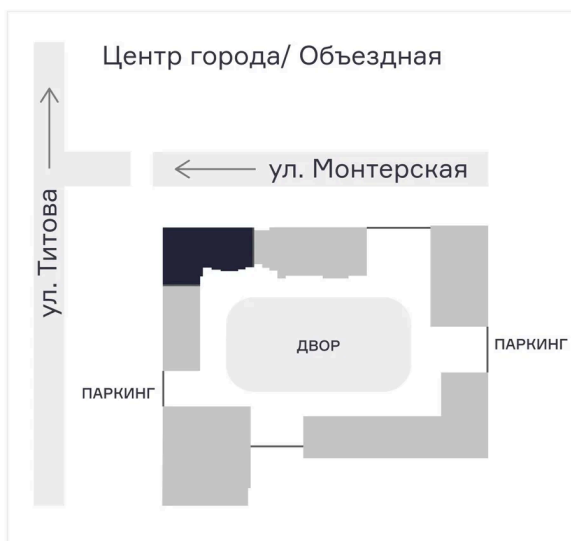 Центр города/ Объездная
ул. Монтерская
ул. Титова
ДВОР
ПАРКИНГ
ПАРКИНГ